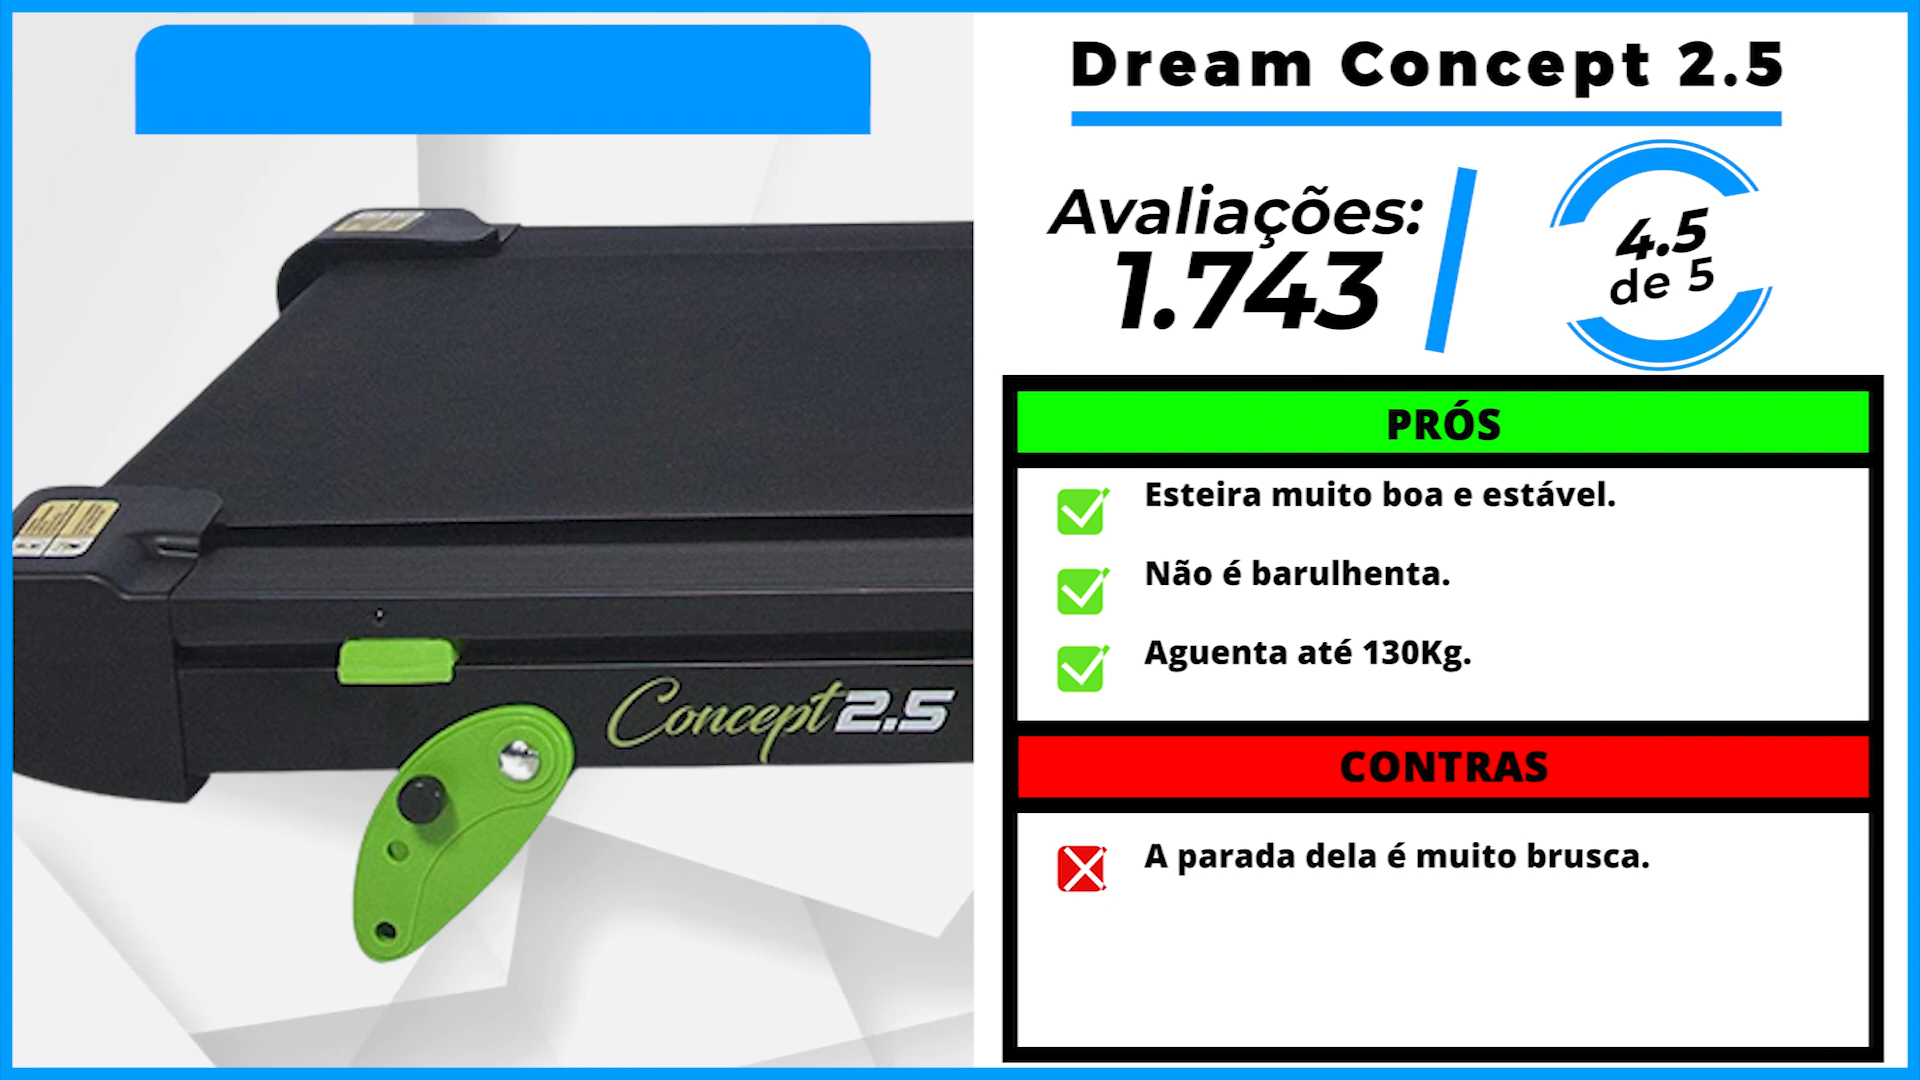 Dream Concept 2.5
Avaliações:
1.743
4.5
de 5
PRÓS
Esteira muito boa e estável.
Não é barulhenta.
Aguenta até 130Kg.
CONTRAS
A parada dela é muito brusca.
Concept 2.5